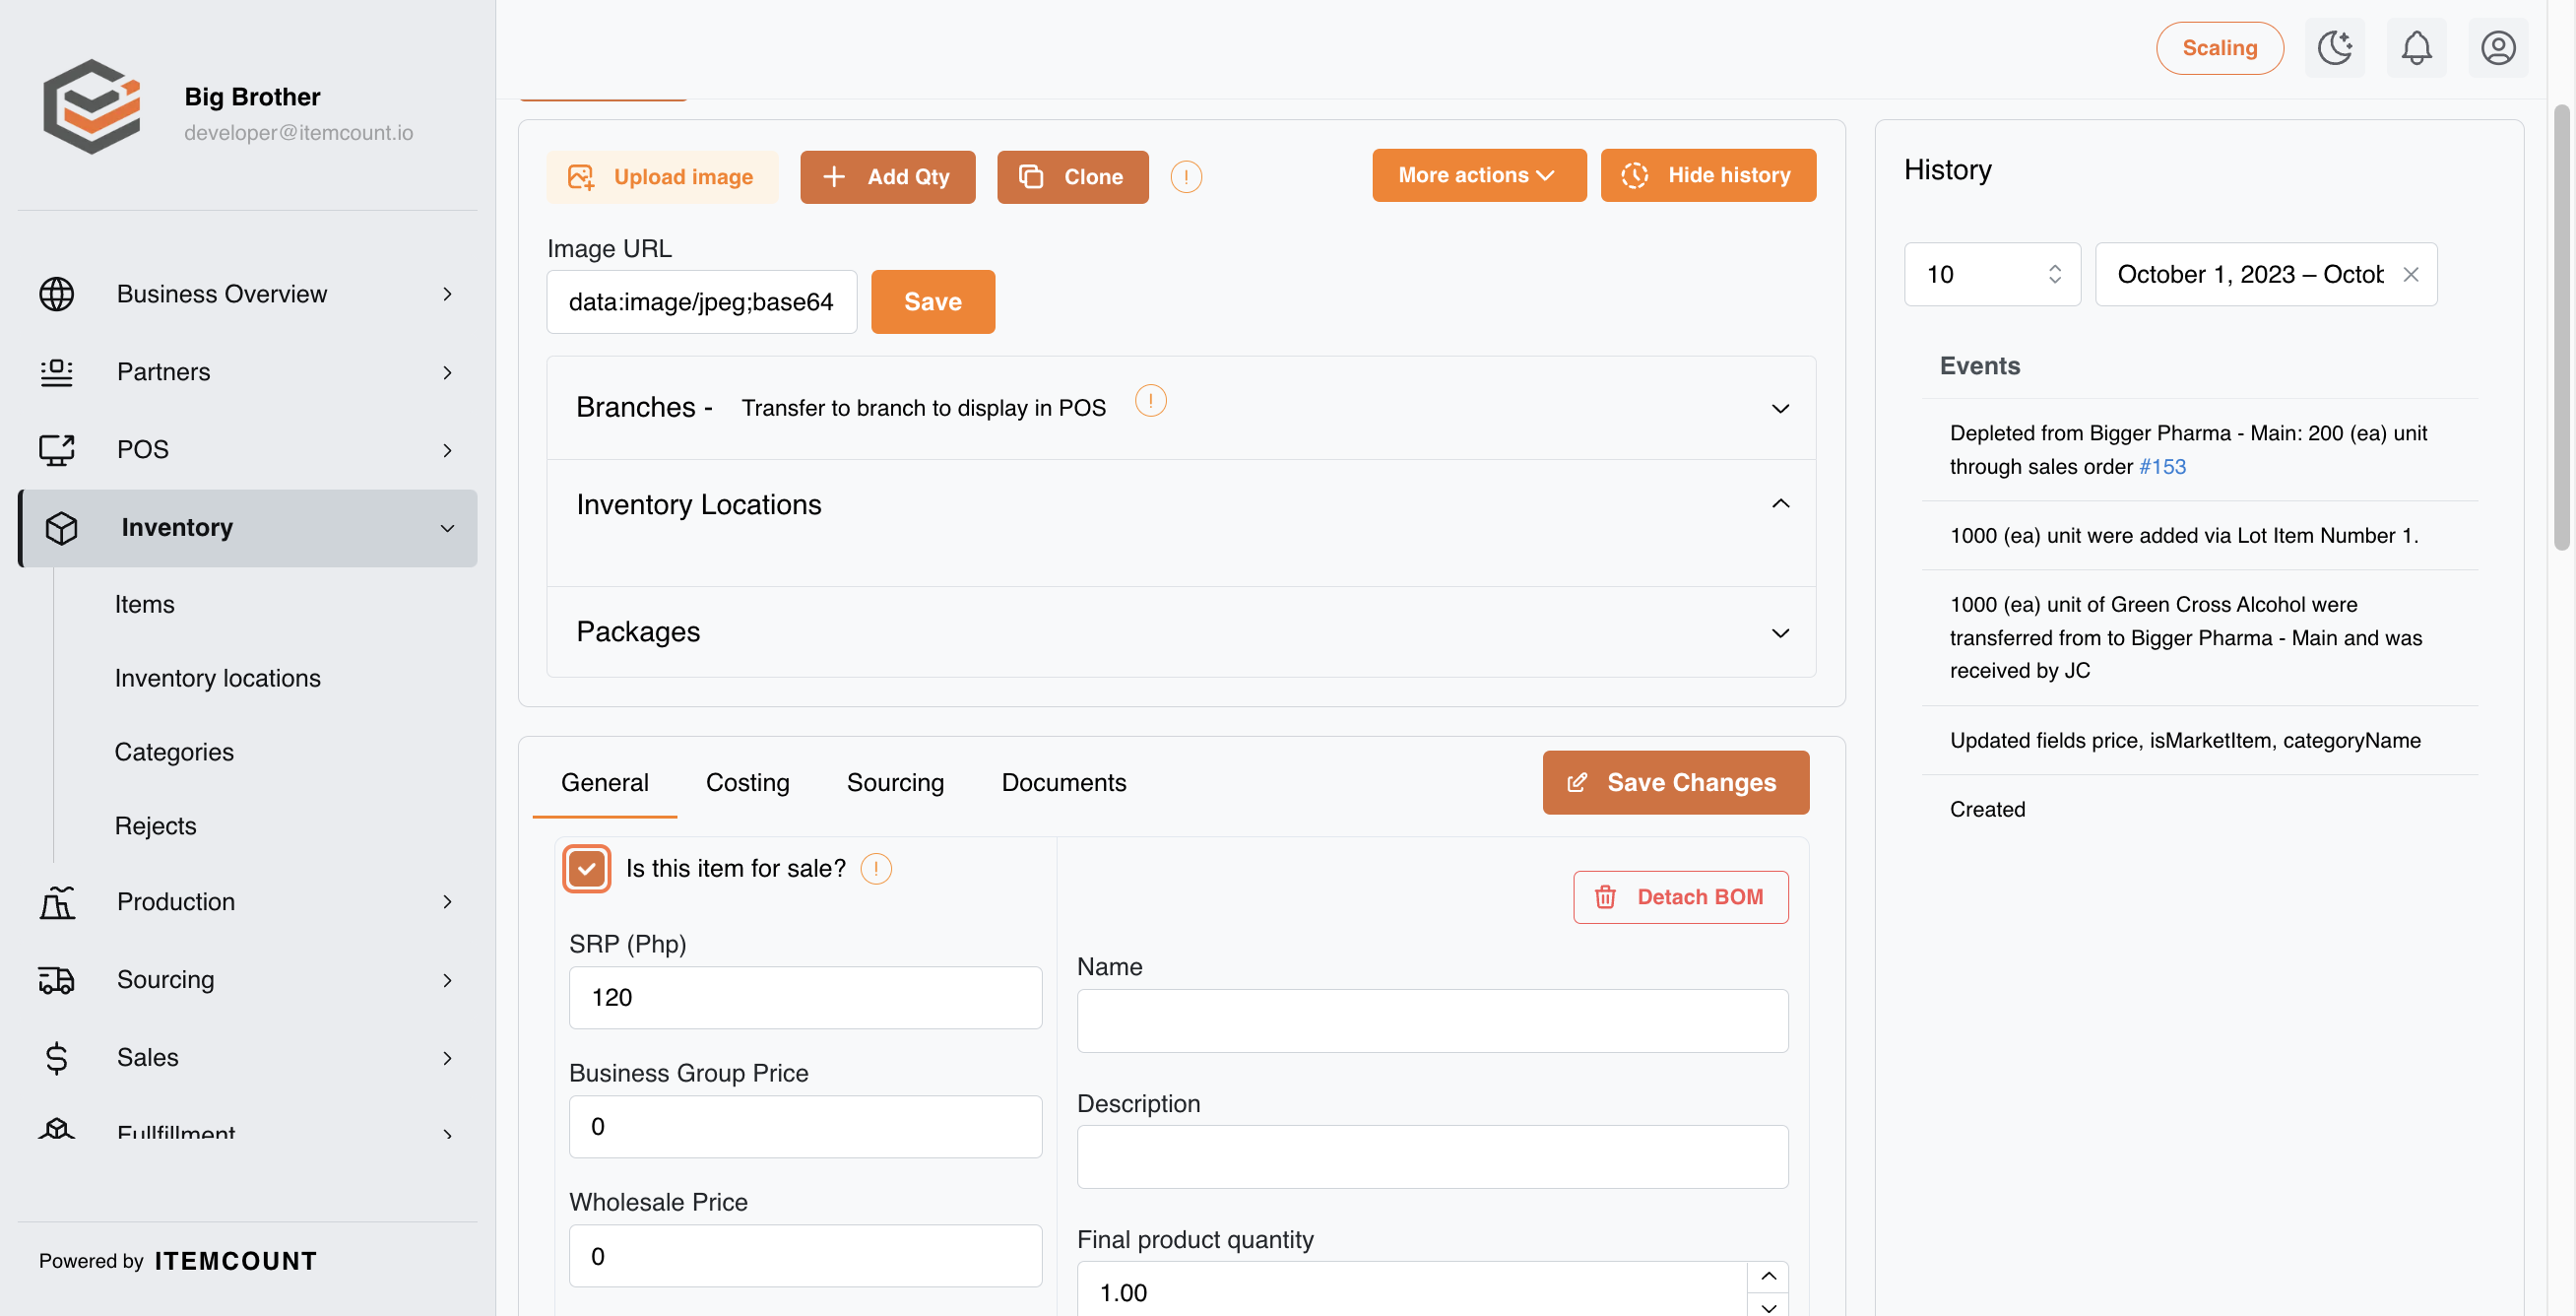 Big Brother
developer@itemcount.io
Business Overview
Partners
POS
Inventory
Items
Inventory locations
Categories
Rejects
Production
Sourcing
Sales
Fullfillment
Powered by ITEMCOUNT
Scaling
Upload image
Add Qty
Clone
More actions
Hide history
Image URL
data:image/jpeg;base64
Save
Branches - Transfer to branch to display in POS
Inventory Locations
Packages
General
Costing
Sourcing
Documents
Save Changes
Is this item for sale?
SRP (Php)
120
Business Group Price
0
Wholesale Price
0
Detach BOM
Name
Description
Final product quantity
1.00
History
10
October 1, 2023 – Octob
Events
Depleted from Bigger Pharma - Main: 200 (ea) unit
through sales order #153
1000 (ea) unit were added via Lot Item Number 1.
1000 (ea) unit of Green Cross Alcohol were
transferred from to Bigger Pharma - Main and was
received by JC
Updated fields price, isMarketItem, categoryName
Created